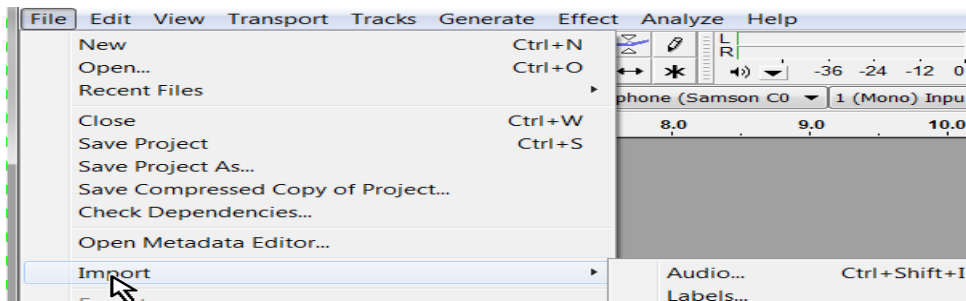 File Edit View Transport Tracks Generate Effect Analyze Help
New Ctrl+N
Open... Ctrl+O
Recent Files
Close Ctrl+W
Save Project Ctrl+S
Save Project As...
Save Compressed Copy of Project...
Check Dependencies...
Open Metadata Editor...
Import
Audio... Ctrl+Shift+I
Labels...
L
R
-36 -24 -12 0
phone (Samson C0 1 (Mono) Inpu
8.0 9.0 10.0